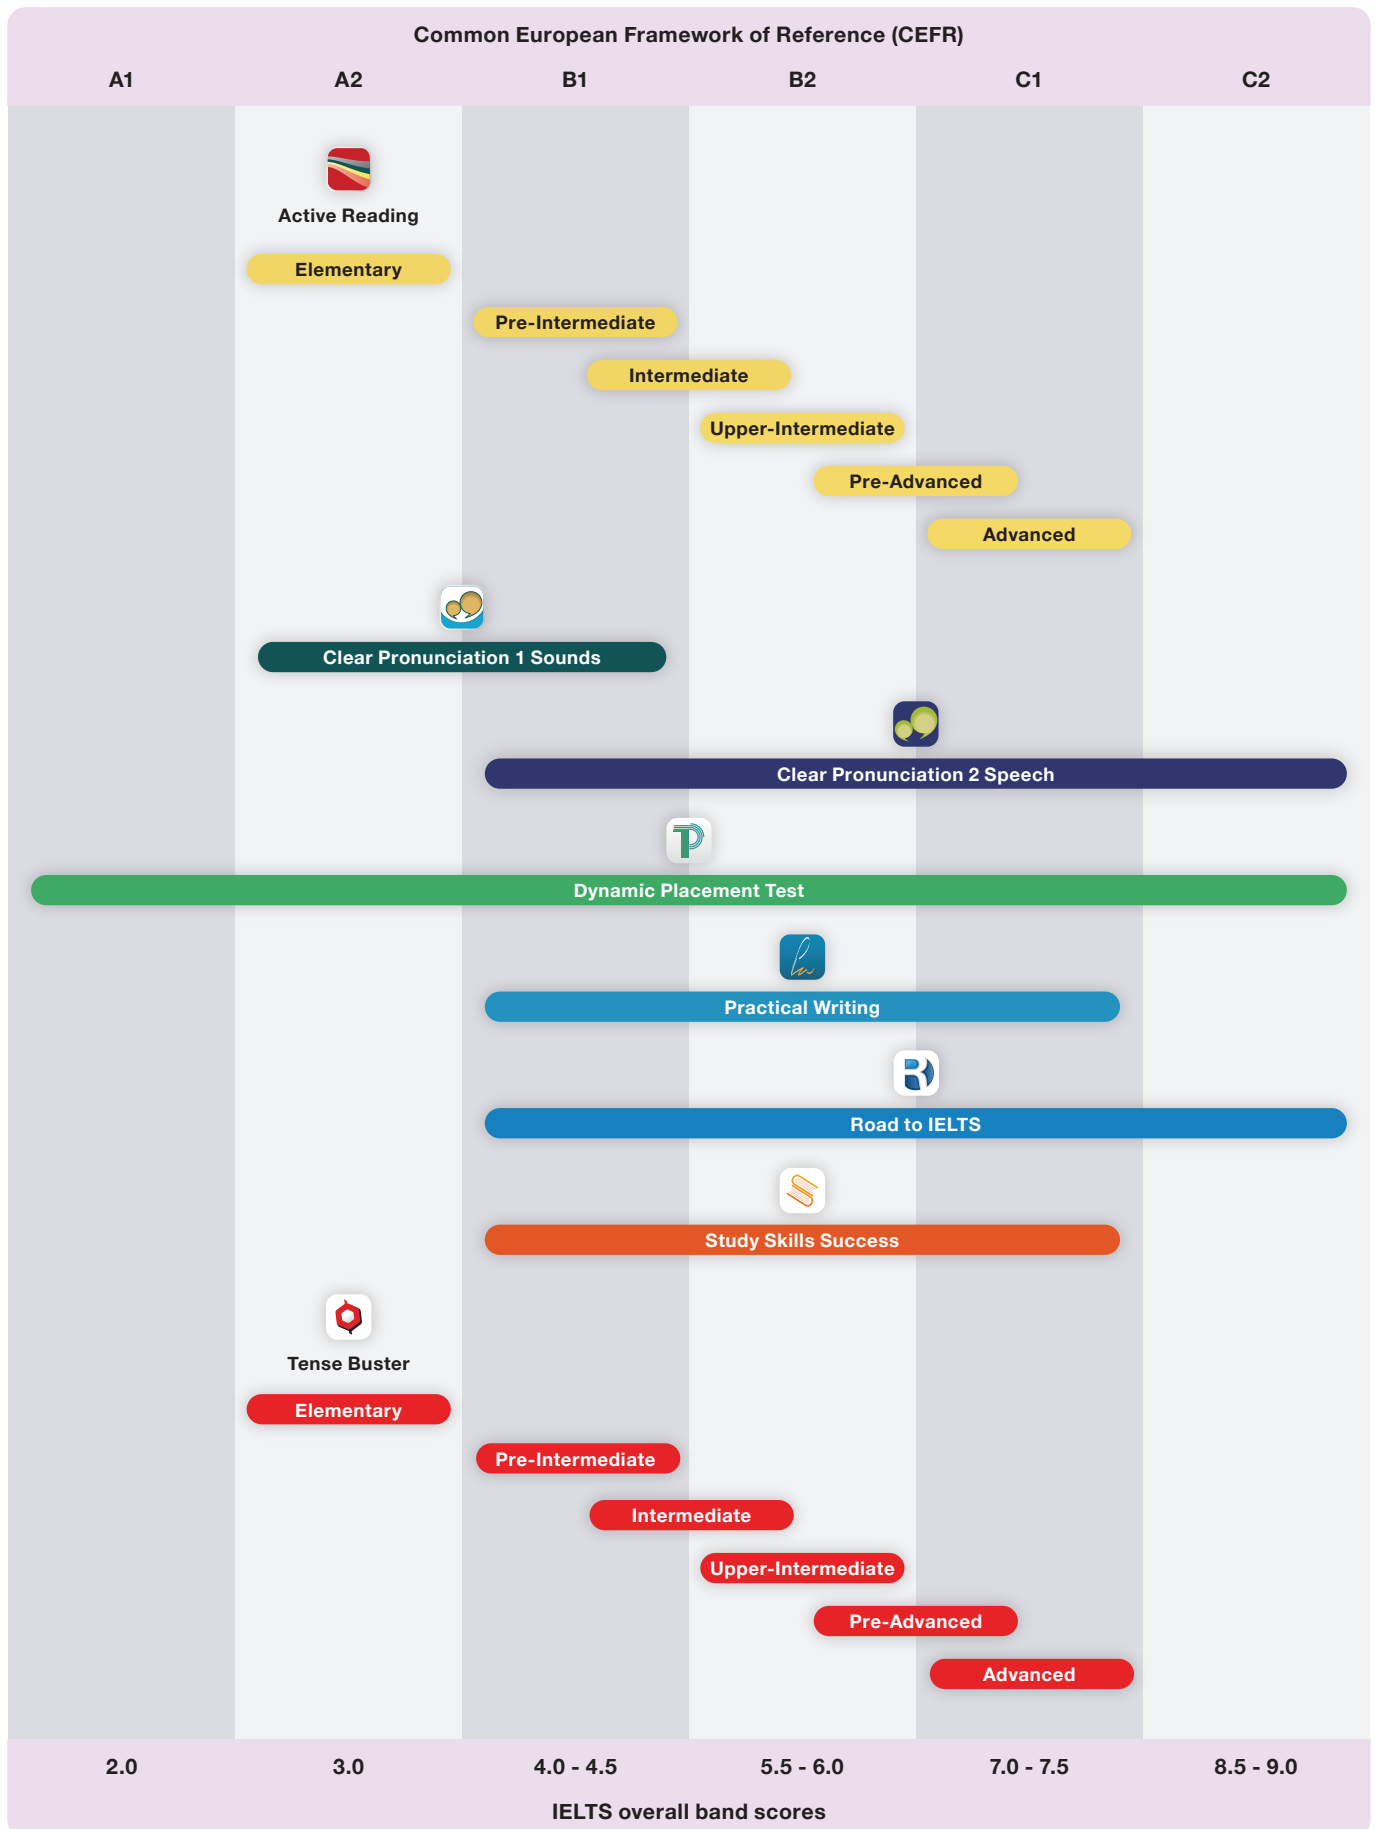 Common European Framework of Reference (CEFR)
A1 A2 B1 B2 C1 C2
Active Reading
Elementary
Pre-Intermediate
Intermediate
Upper-Intermediate
Pre-Advanced
Advanced
Clear Pronunciation 1 Sounds
Clear Pronunciation 2 Speech
Dynamic Placement Test
Practical Writing
Road to IELTS
Study Skills Success
Tense Buster
Elementary
Pre-Intermediate
Intermediate
Upper-Intermediate
Pre-Advanced
Advanced
2.0 3.0 4.0 - 4.5 5.5 - 6.0 7.0 - 7.5 8.5 - 9.0
IELTS overall band scores